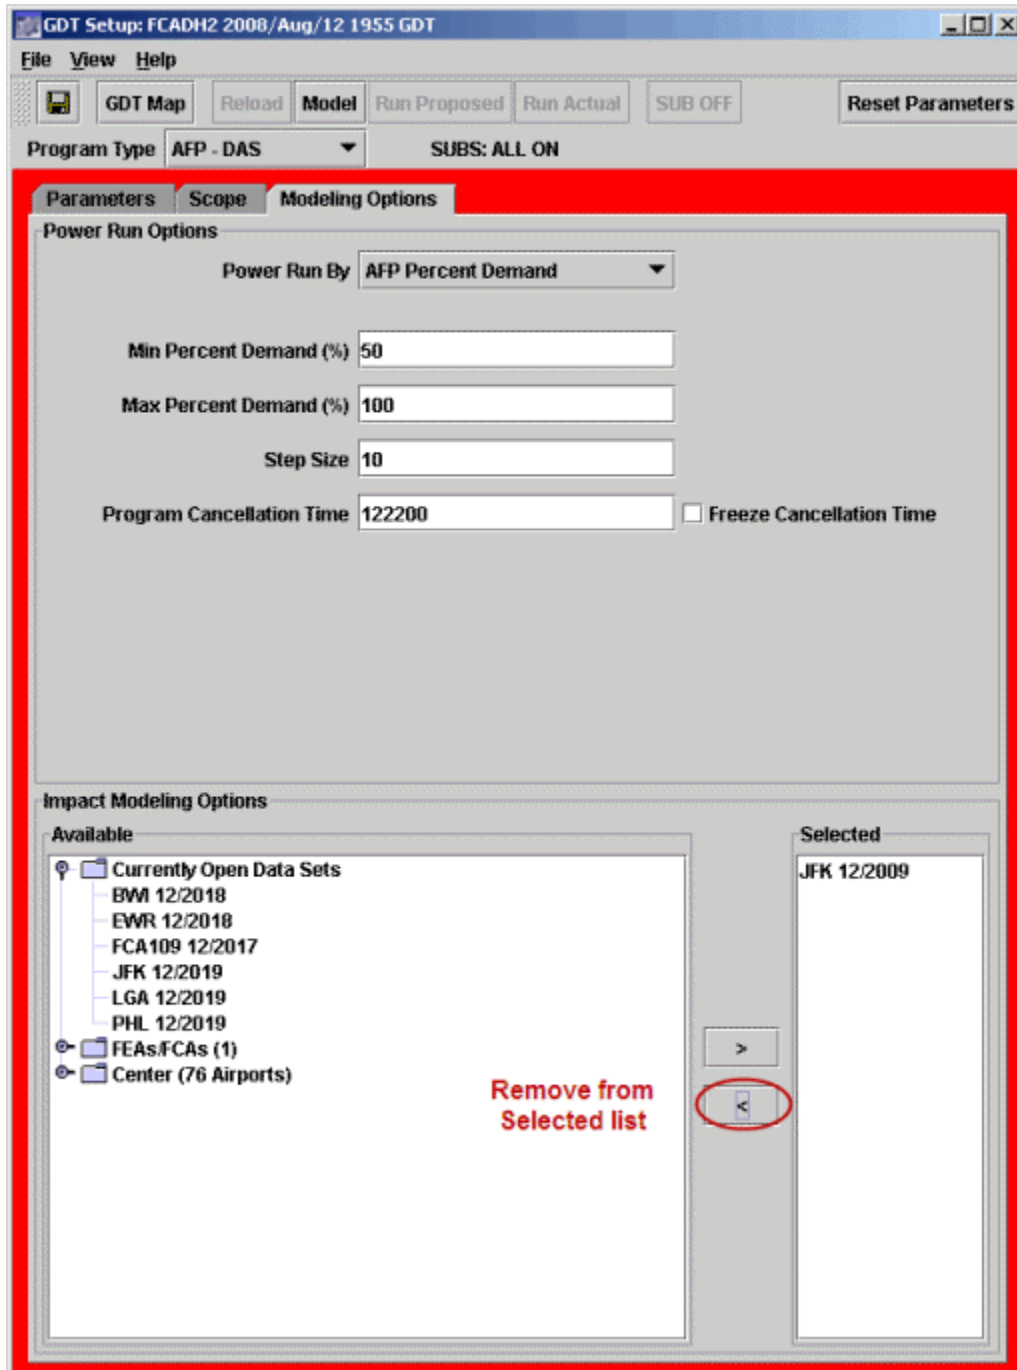 GDT Setup: FCADH2 2008/Aug/12 1955 GDT
File View Help
GDT Map Reload Model Run Proposed Run Actual SUB OFF Reset Parameters
Program Type AFP - DAS SUBS: ALL ON
Parameters Scope Modeling Options
Power Run Options
Power Run By AFP Percent Demand
Min Percent Demand (%) 50
Max Percent Demand (%) 100
Step Size 10
Program Cancellation Time 122200 Freeze Cancellation Time
Impact Modeling Options
Available Selected
Currently Open Data Sets JFK 12/2009
BWI 12/2018
EWR 12/2018
FCA109 12/2017
JFK 12/2019
LGA 12/2019
PHL 12/2019
FEAs/FCAs (1) >
Center (76 Airports)
Remove from <
Selected list